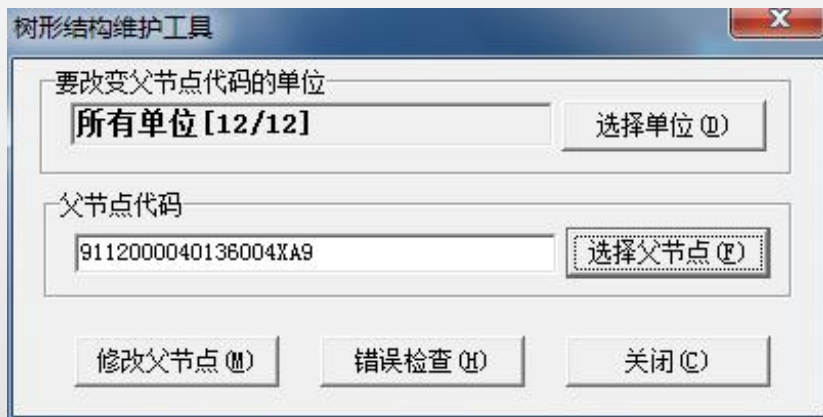 树形结构维护工具
X
要改变父节点代码的单位
所有单位[12/12]
选择单位(D)
父节点代码
9112000040136004XA9
选择父节点(F)
修改父节点(M)
错误检查(H)
关闭(C)